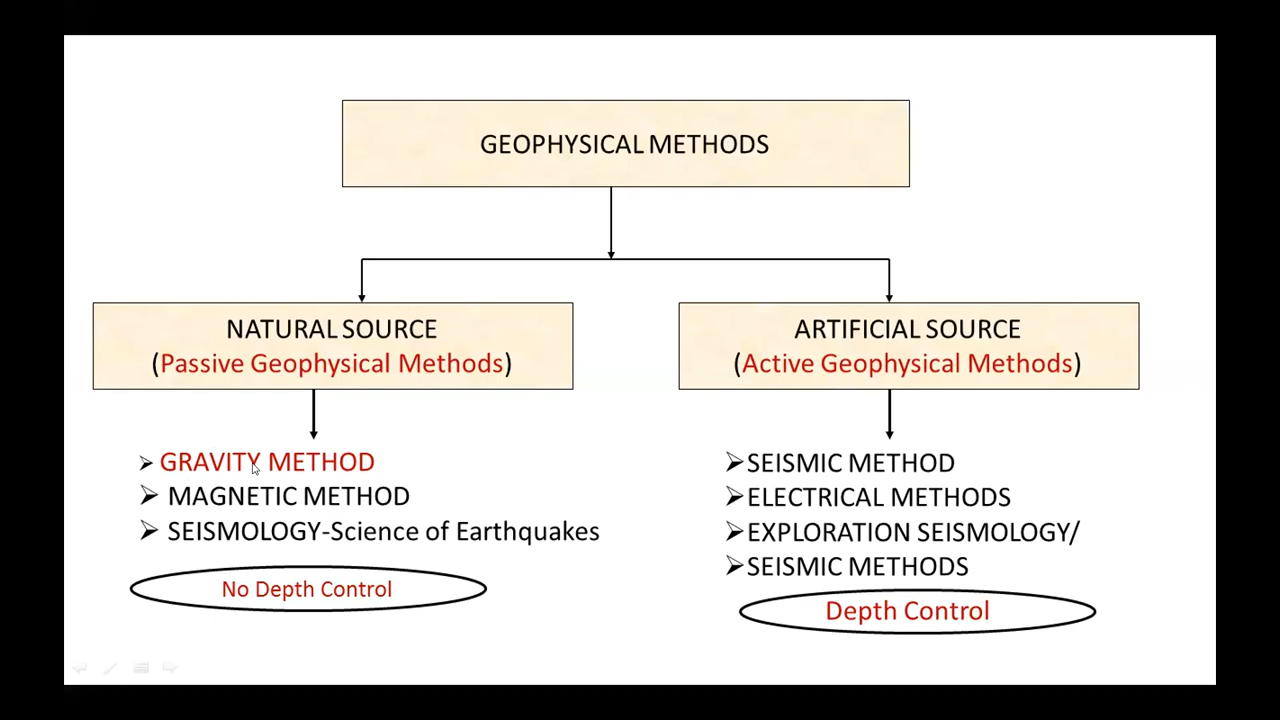 GEOPHYSICAL METHODS
NATURAL SOURCE
(Passive Geophysical Methods)
ARTIFICIAL SOURCE
(Active Geophysical Methods)
GRAVITY METHOD
MAGNETIC METHOD
SEISMOLOGY-Science of Earthquakes
No Depth Control
SEISMIC METHOD
ELECTRICAL METHODS
EXPLORATION SEISMOLOGY/
SEISMIC METHODS
Depth Control